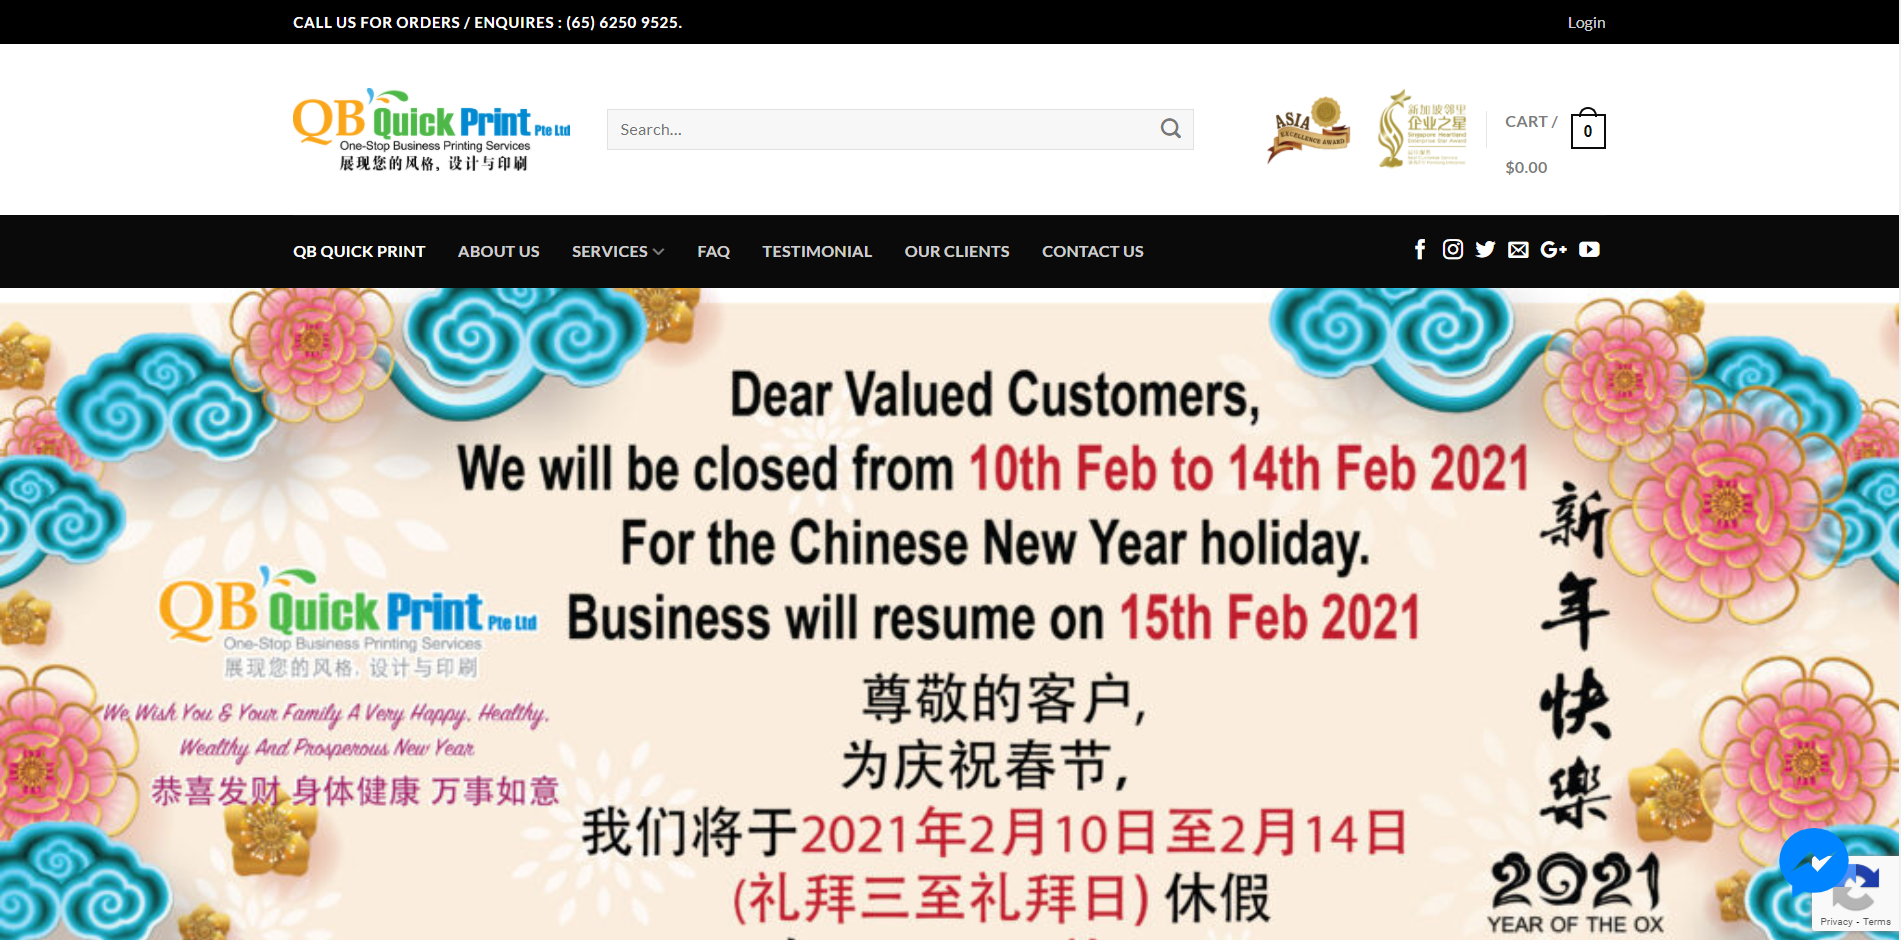 CALL US FOR ORDERS / ENQUIRES : (65) 6250 9525.
Login
QB Quick Print Pte Ltd
One-Stop Business Printing Services
展现您的风格, 设计与印刷
Search...
ASIA
EXCELLENCE AWARD
新加坡邻里
企业之星
Singapore Heartland
Enterprise Star Award
CART /
0
$0.00
QB QUICK PRINT
ABOUT US
SERVICES
FAQ
TESTIMONIAL
OUR CLIENTS
CONTACT US
Dear Valued Customers,
We will be closed from 10th Feb to 14th Feb 2021
For the Chinese New Year holiday.
Business will resume on 15th Feb 2021
尊敬的客户,
为庆祝春节,
我们将于2021年2月10日至2月14日
(礼拜三至礼拜日) 休假
QB Quick Print Pte Ltd
One-Stop Business Printing Services
展现您的风格, 设计与印刷
We Wish You & Your Family A Very Happy, Healthy,
Wealthy And Prosperous New Year
恭喜发财 身体健康 万事如意
新年快樂
2021
YEAR OF THE OX
Privacy - Terms